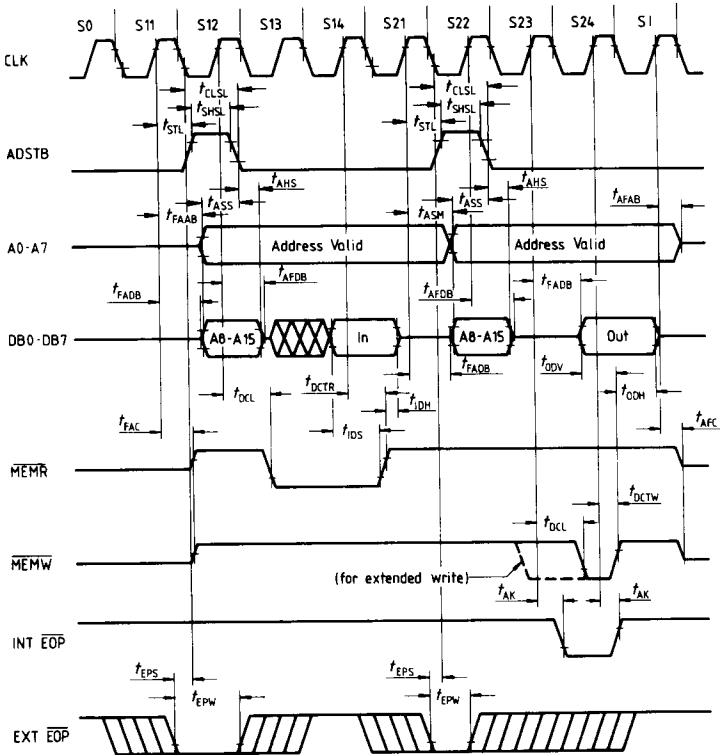 S0 S11 S12 S13 S14 S21 S22 S23 S24 S1
CLK
tCLSL tCLSL
tSHSL tSHSL
tSTL tSTL
ADSTB
tAHS tAHS
tFAAB tASS tASM tASS tAFAB
A0-A7 Address Valid Address Valid
tFADB tAFDB tAFDB tFADB
DB0-DB7 A8-A15 In A8-A15 Out
tFADB tODV
tDCL tDCTR tIDH tODH
tFAC tIDS tAFC
MEMR
tDCL tDCTW
MEMW
(for extended write)
tAK tAK
INT EOP
tEPS tEPS
tEPW tEPW
EXT EOP